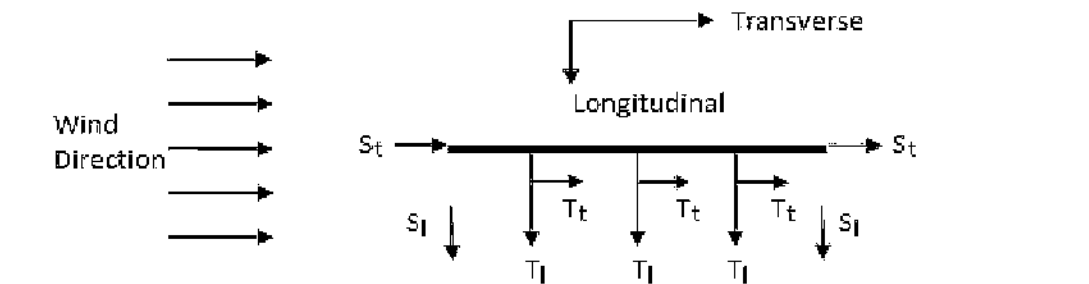 Transverse
Longitudinal
Wind
Direction
St
St
Tt
Tt
Tt
Sl
Sl
Tl
Tl
Tl